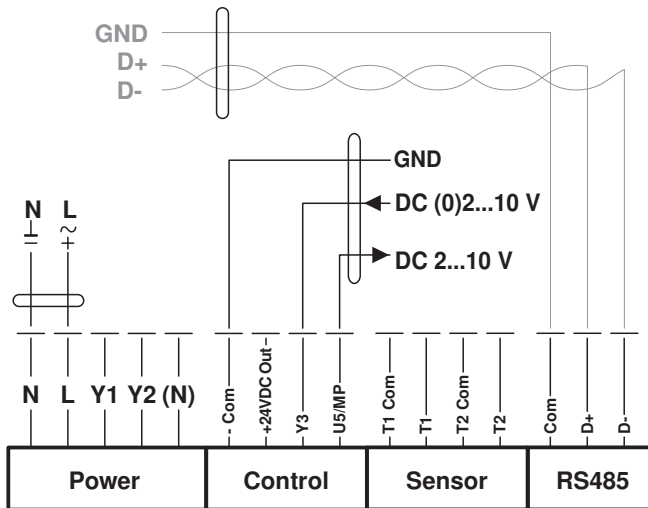 GND
D+
D-
GND
DC (0)2...10 V
DC 2...10 V
N L
⊥ ~
= +
N L Y1 Y2 (N)
- Com
+24VDC Out
Y3
U5/MP
T1 Com
T1
T2 Com
T2
Com
D+
D-
Power
Control
Sensor
RS485